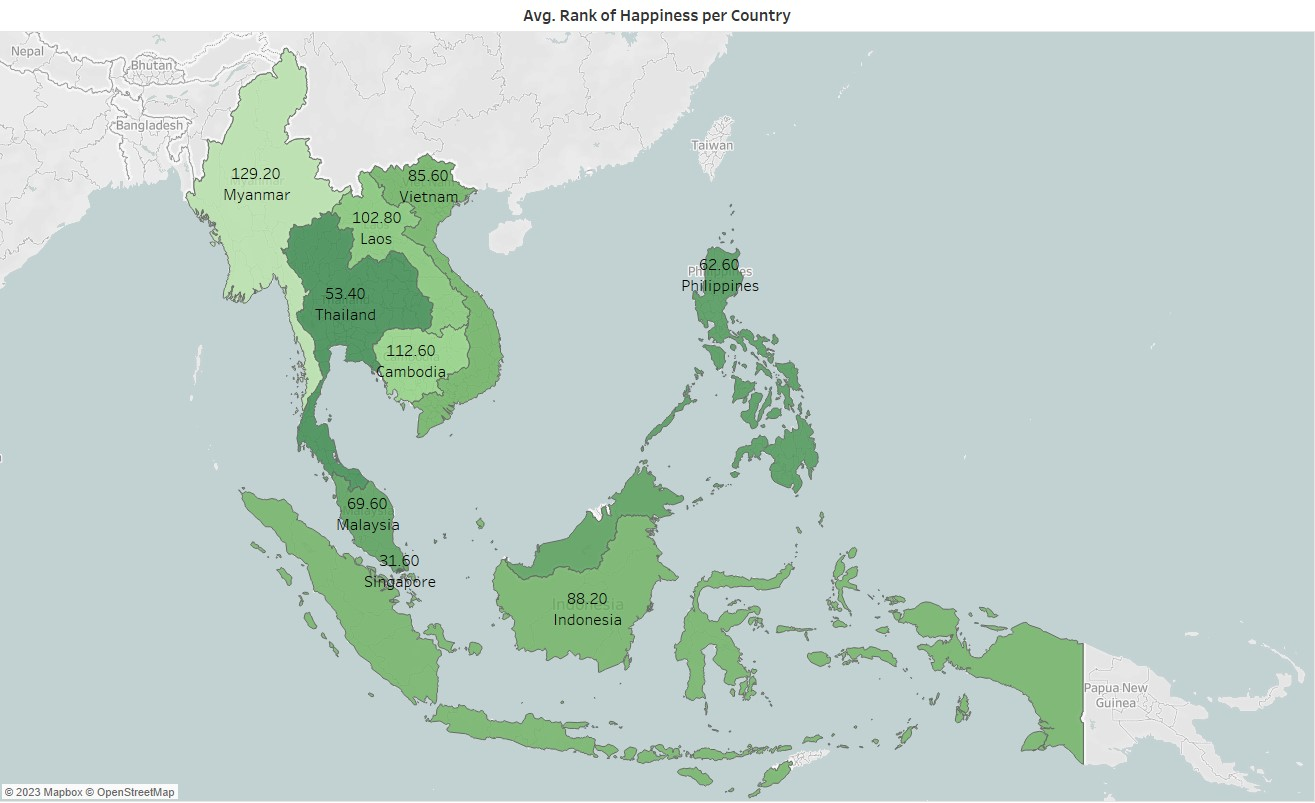 Avg. Rank of Happiness per Country
Nepal
Bhutan
Bangladesh
Taiwan
129.20
Myanmar
85.60
Vietnam
102.80
Laos
53.40
Thailand
112.60
Cambodia
Philippines
62.60
Philippines
69.60
Malaysia
31.60
Singapore
Indonesia
88.20
Indonesia
Papua New
Guinea
© 2023 Mapbox © OpenStreetMap